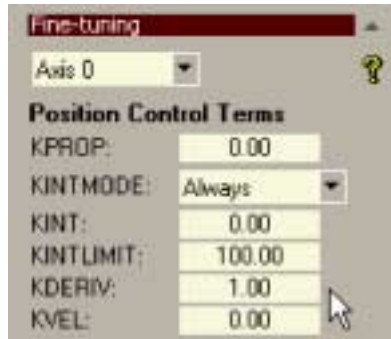 Fine-tuning
Axis 0
?
Position Control Terms
KPROP: 0.00
KINTMODE: Always
KINT: 0.00
KINTLIMIT: 100.00
KDERIV: 1.00
KVEL: 0.00